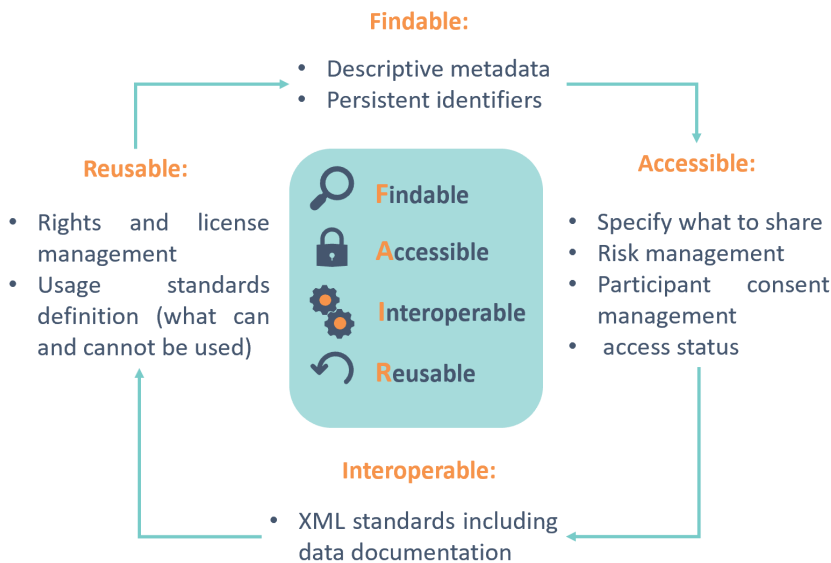 Findable:
• Descriptive metadata
• Persistent identifiers
Accessible:
• Specify what to share
• Risk management
• Participant consent
management
• access status
Interoperable:
• XML standards including
data documentation
Reusable:
• Rights and license
management
• Usage standards
definition (what can
and cannot be used)
Findable
Accessible
Interoperable
Reusable